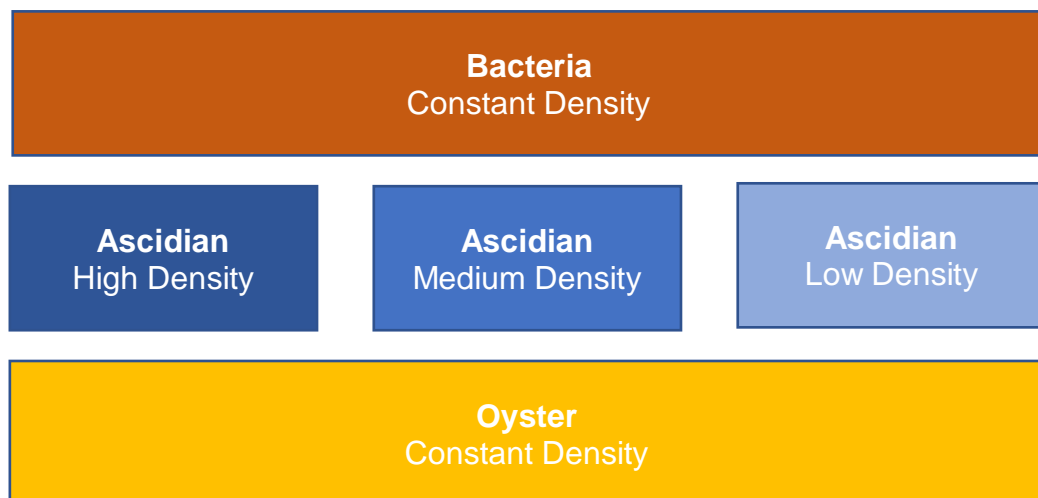 Bacteria
Constant Density
Ascidian
High Density
Ascidian
Medium Density
Ascidian
Low Density
Oyster
Constant Density